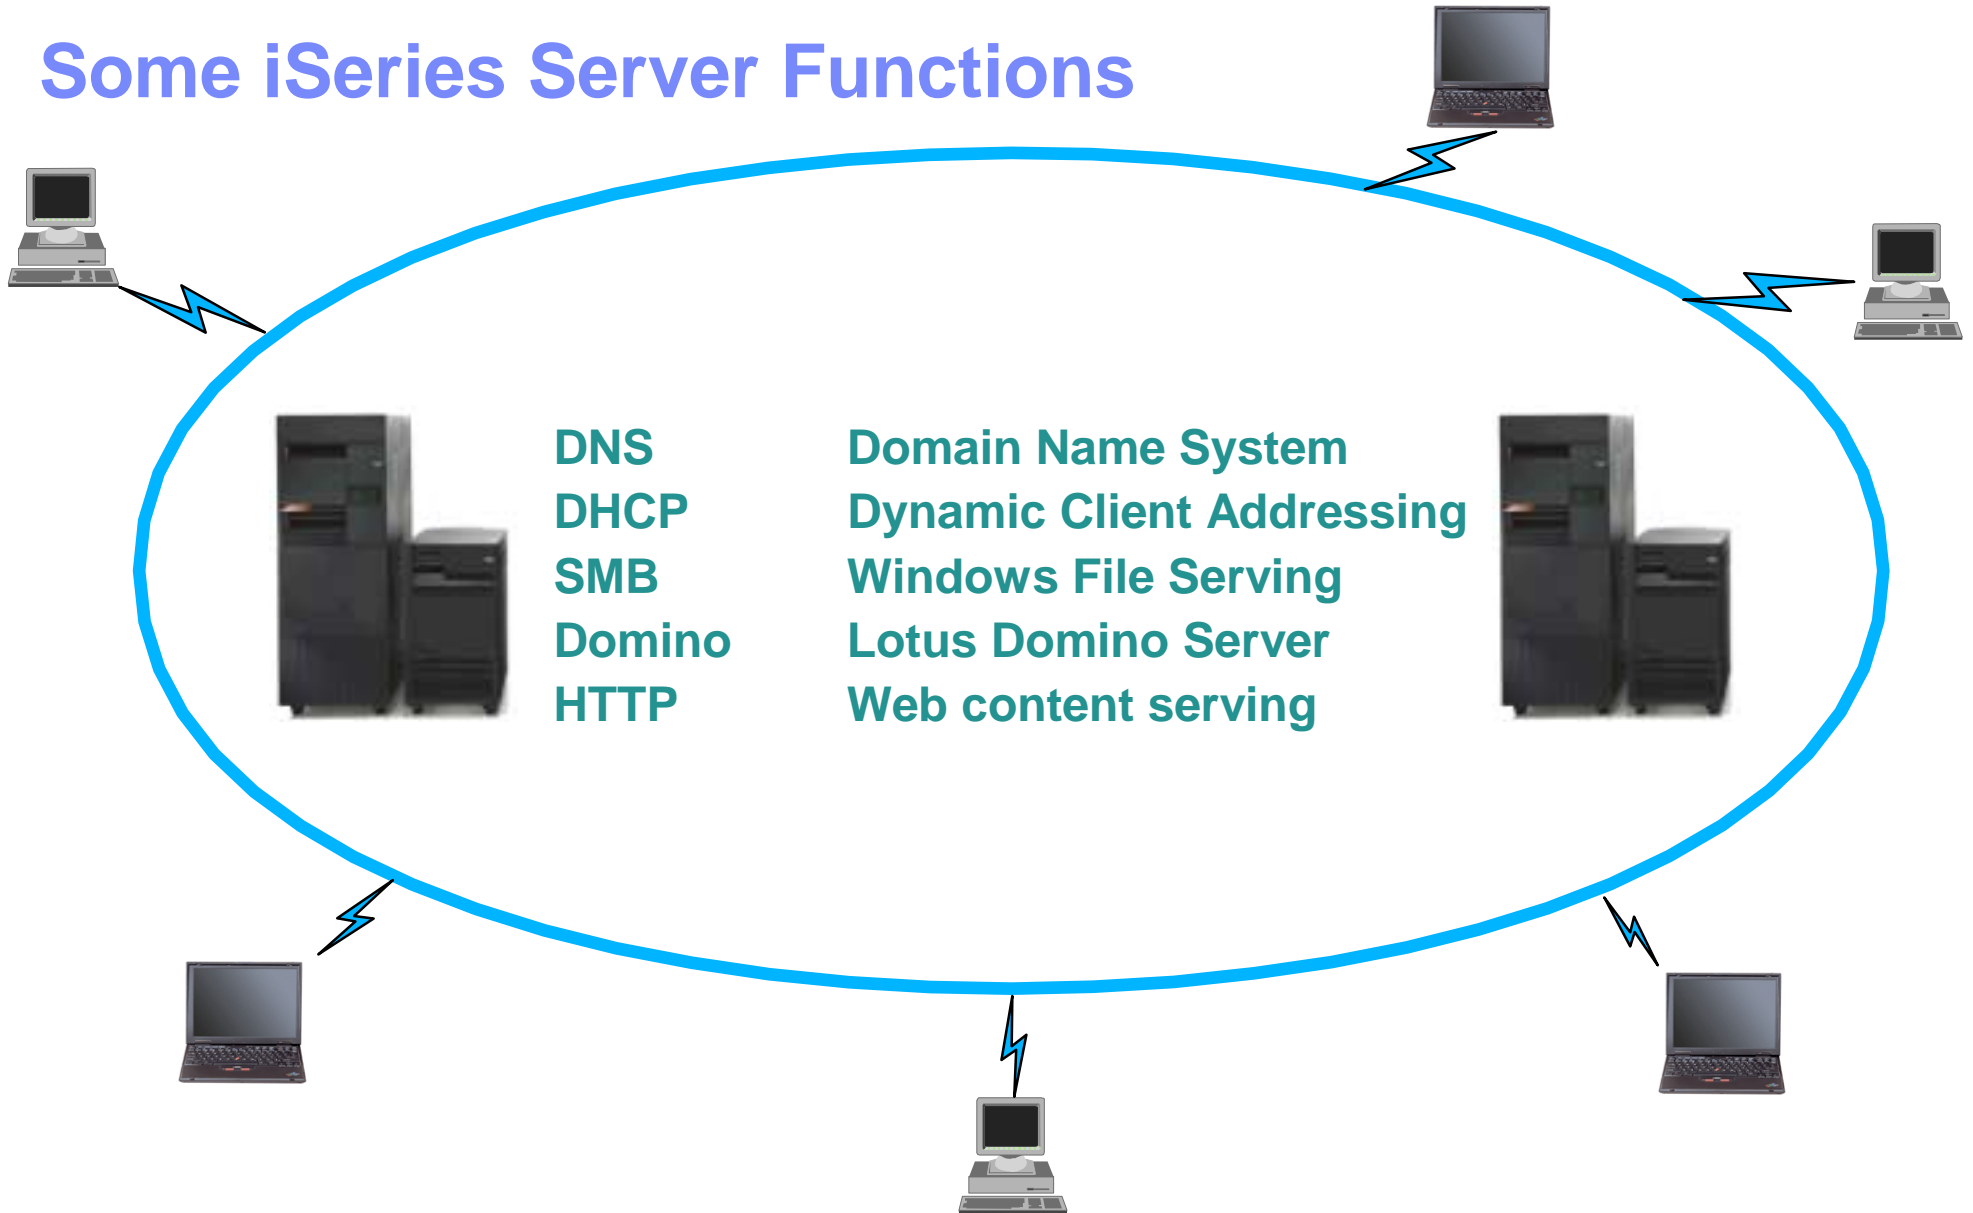 Some iSeries Server Functions
DNS Domain Name System
DHCP Dynamic Client Addressing
SMB Windows File Serving
Domino Lotus Domino Server
HTTP Web content serving